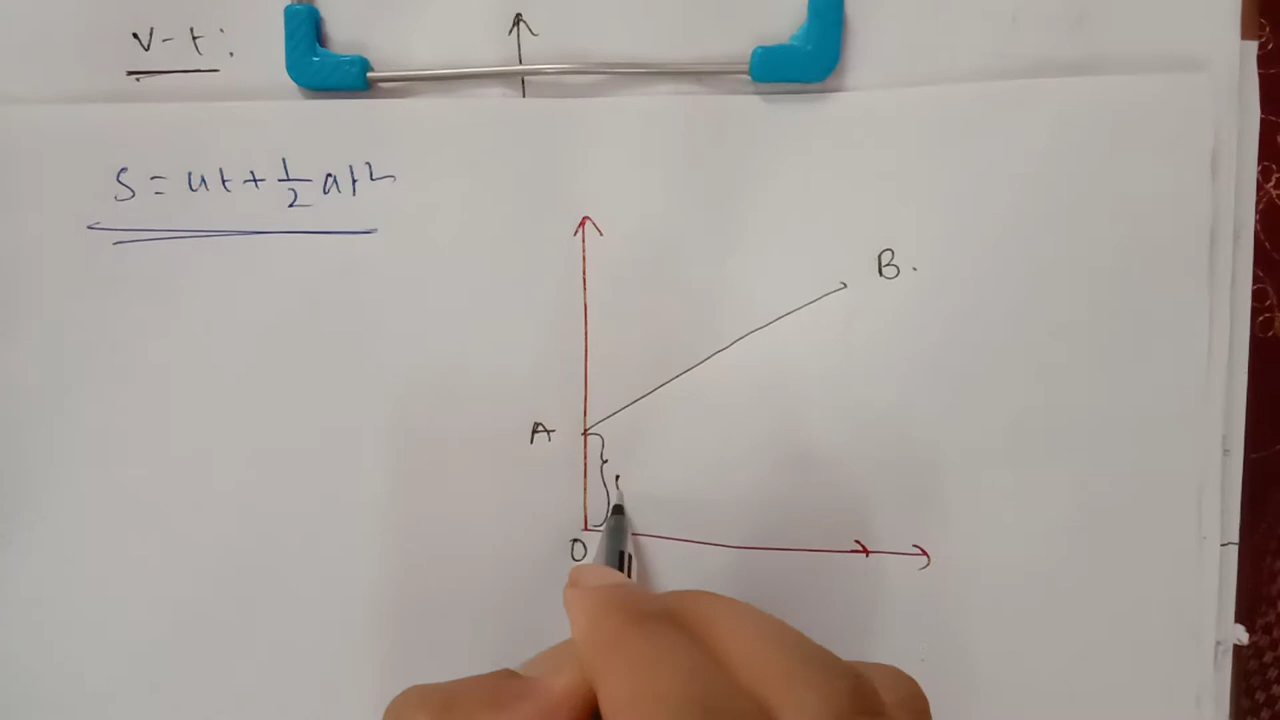 v-t:
S = ut + 1/2 at²
B.
A
O